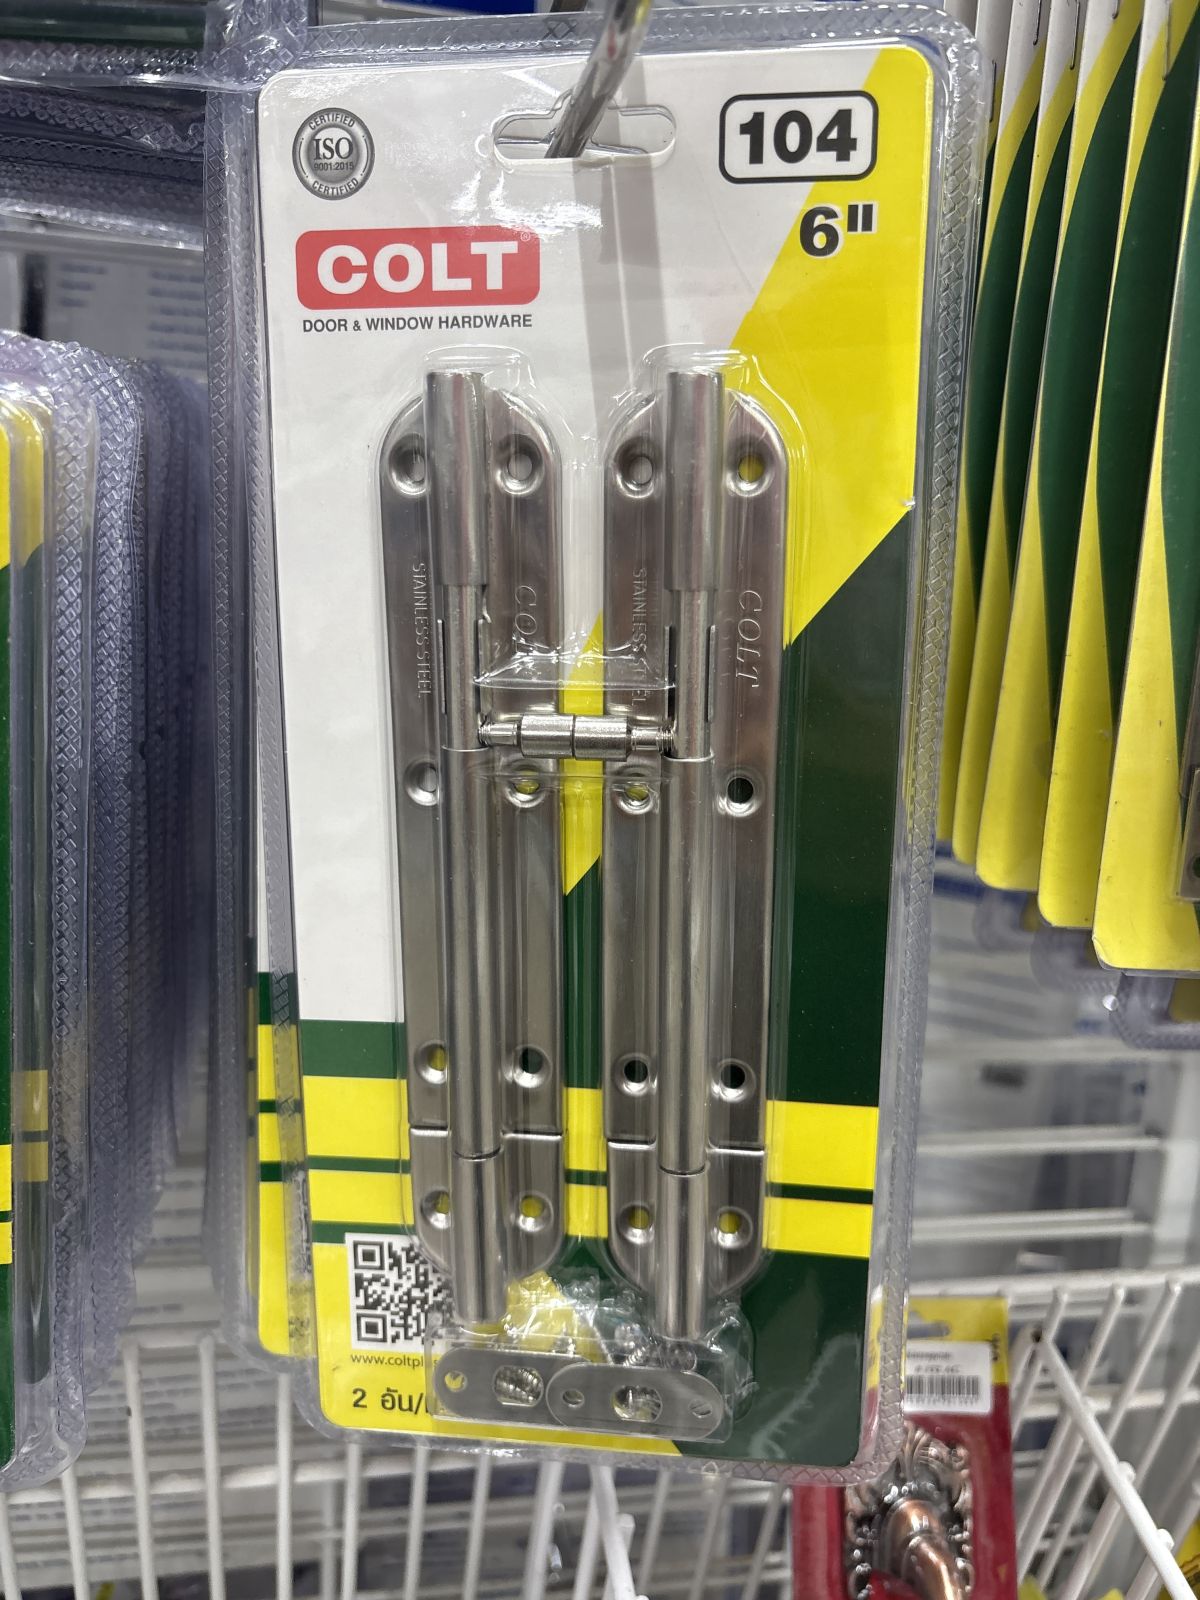 CERTIFIED
ISO
9001:2015
CERTIFIED
104
6"
COLT®
DOOR & WINDOW HARDWARE
STAINLESS STEEL
COLT
STAINLESS STEEL
COLT
www.coltpl
2 อัน/